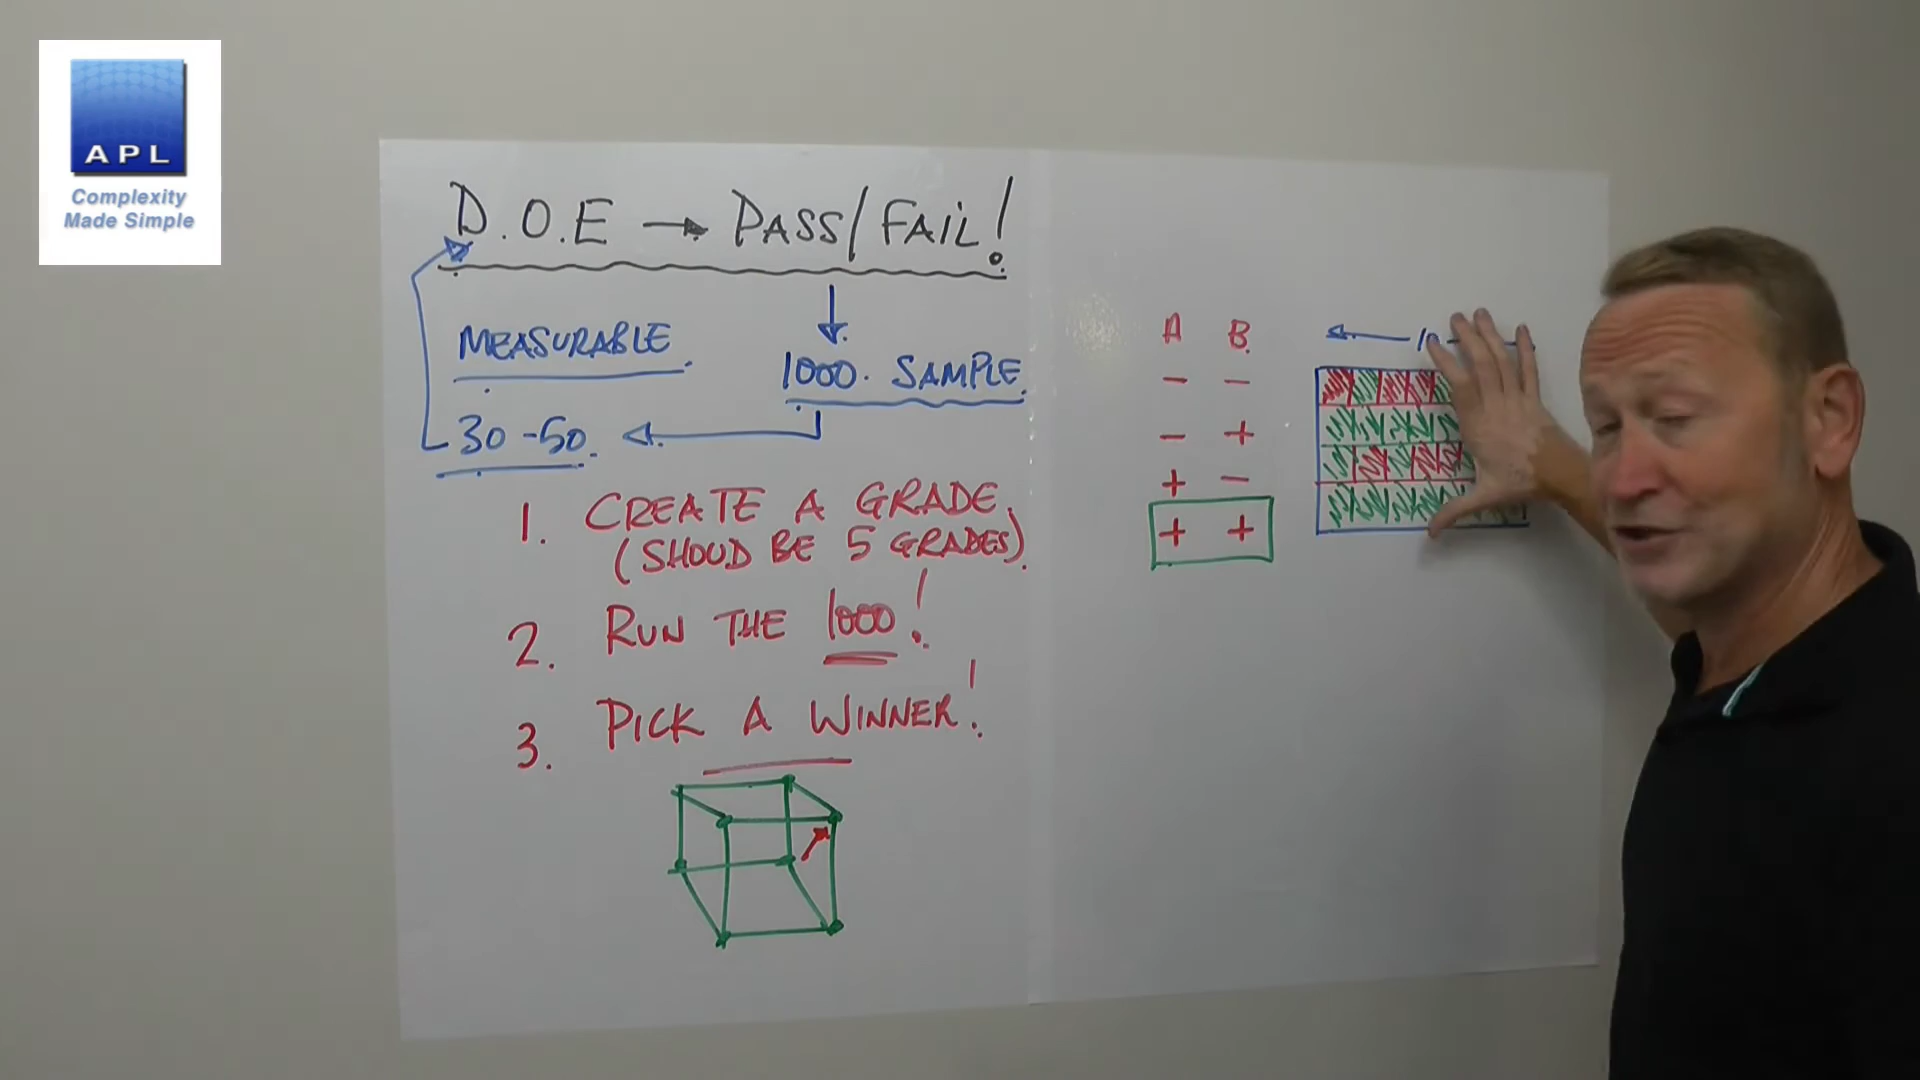 APL
Complexity
Made Simple
D.O.E → PASS/FAIL!
MEASURABLE
1000. SAMPLE.
30 -50.
1. CREATE A GRADE.
(SHOUD BE 5 GRADES).
2. RUN THE 1000!
3. PICK A WINNER!
A B
- -
- +
+ -
+ +